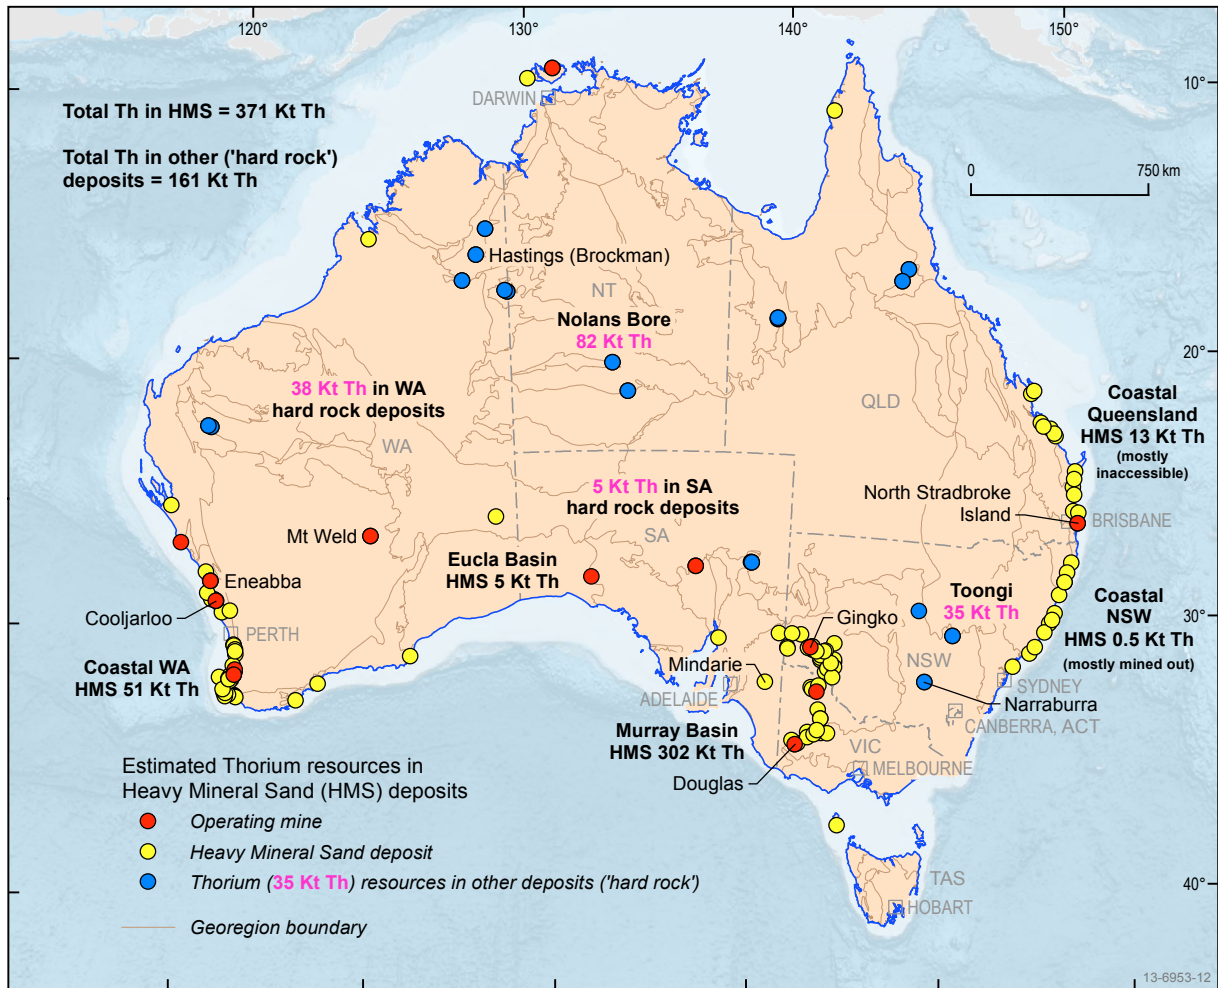 120°
130°
140°
150°
10°
DARWIN
Total Th in HMS = 371 Kt Th
Total Th in other ('hard rock')
deposits = 161 Kt Th
0
750 km
Hastings (Brockman)
NT
Nolans Bore
82 Kt Th
20°
38 Kt Th in WA
hard rock deposits
QLD
Coastal
Queensland
HMS 13 Kt Th
(mostly
inaccessible)
WA
5 Kt Th in SA
hard rock deposits
North Stradbroke
Island
BRISBANE
Mt Weld
SA
Eucla Basin
HMS 5 Kt Th
Eneabba
Toongi
35 Kt Th
Coastal
NSW
HMS 0.5 Kt Th
(mostly mined out)
Cooljarloo
Gingko
30°
PERTH
Coastal WA
HMS 51 Kt Th
Mindarie
NSW
ADELAIDE
SYDNEY
Narraburra
CANBERRA, ACT
Murray Basin
HMS 302 Kt Th
VIC
MELBOURNE
Douglas
Estimated Thorium resources in
Heavy Mineral Sand (HMS) deposits
Operating mine
Heavy Mineral Sand deposit
Thorium (35 Kt Th) resources in other deposits ('hard rock')
Georegion boundary
TAS
40°
HOBART
13-6953-12